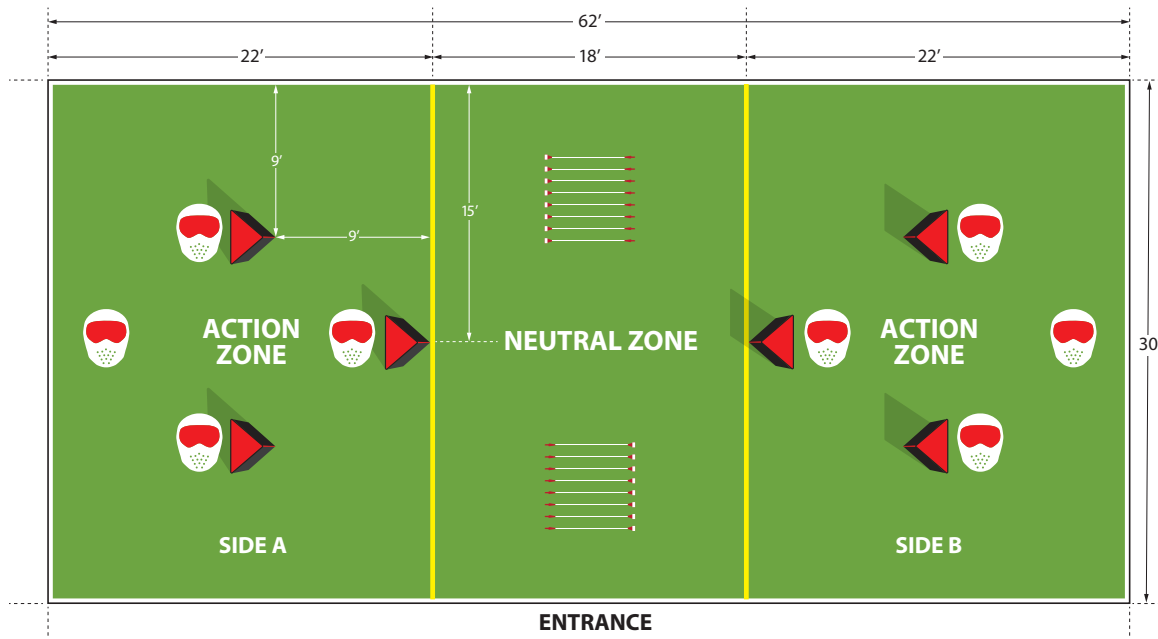 62’
22’
18’
22’
9’
9’
15’
ACTION
ZONE
NEUTRAL ZONE
ACTION
ZONE
30
SIDE A
SIDE B
ENTRANCE